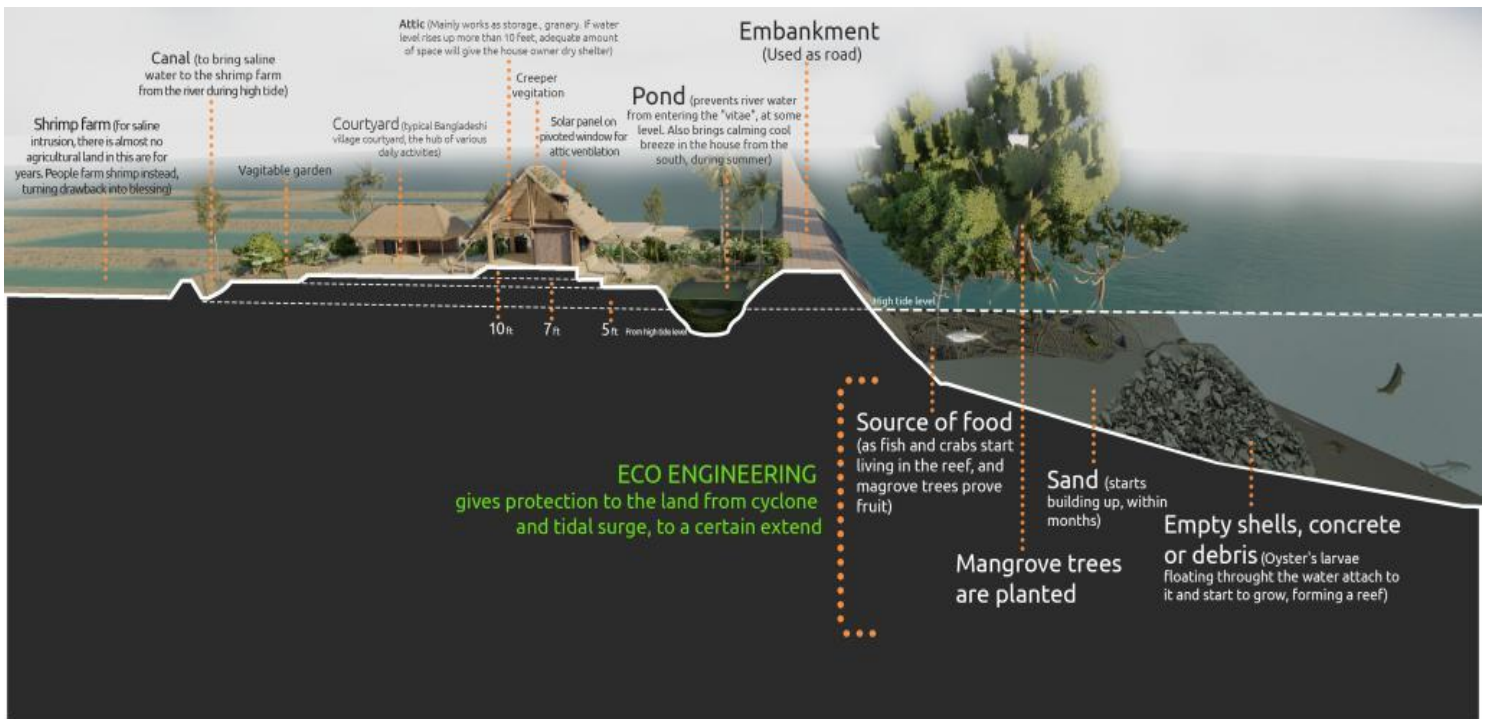 Attic (Mainly works as storage., granery. If water
level rises up more than 10 feet, adequate amount
of space will give the house owner dry shelter)
Embankment
(Used as road)
Canal (to bring saline
water to the shrimp farm
from the river during high tide)
Creeper
vegitation
Pond (prevents river water
from entering the "vitae", at some
level. Also brings calming cool
breeze in the house from the
south, during summer)
Shrimp farm (for saline
intrusion, there is almost no
agricultural land in this are for
years. People farm shrimp instead,
turning drawback into blessing)
Courtyard (typical Bangladeshi
village courtyard, the hub of various
daily activities)
Solar panel on
pivoted window for
attic ventilation
Vagitable garden
High tide level
10 ft
7 ft
5 ft
From high tide level
ECO ENGINEERING
gives protection to the land from cyclone
and tidal surge, to a certain extend
Source of food
(as fish and crabs start
living in the reef, and
magrove trees prove
fruit)
Sand (starts
building up, within
months)
Mangrove trees
are planted
Empty shells, concrete
or debris (Oyster's larvae
floating throught the water attach to
it and start to grow, forming a reef)